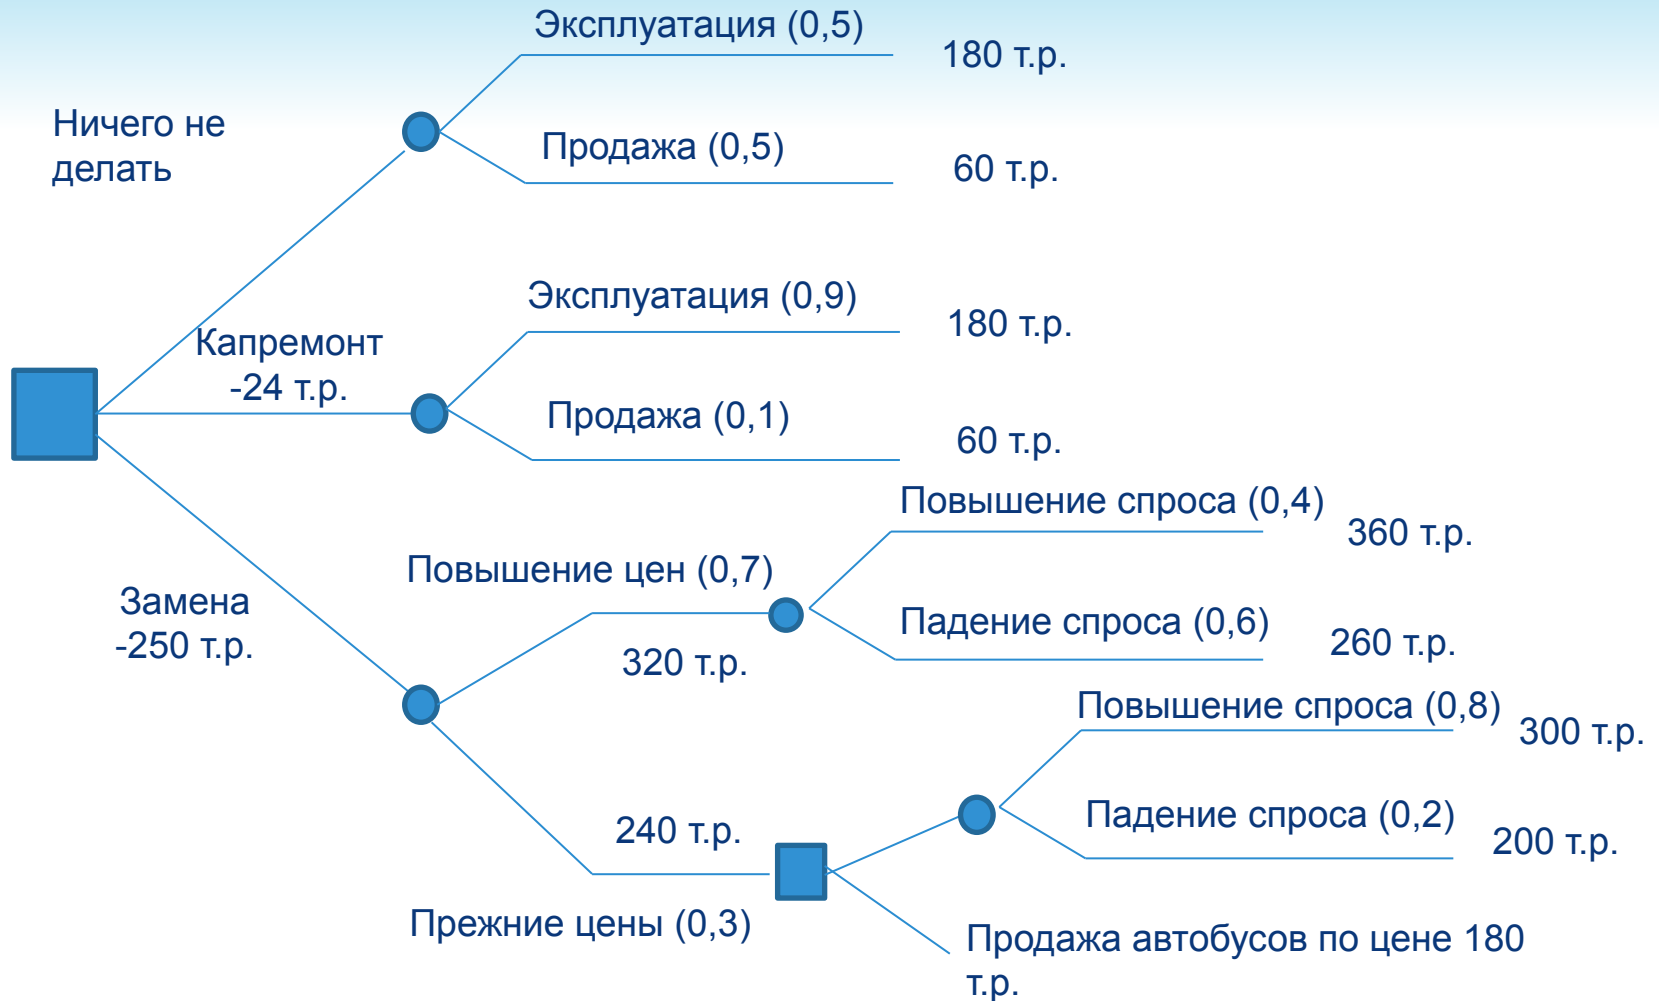 Эксплуатация (0,5)
180 т.р.
Ничего не
делать
Продажа (0,5)
60 т.р.
Эксплуатация (0,9)
180 т.р.
Капремонт
-24 т.р.
Продажа (0,1)
60 т.р.
Повышение спроса (0,4)
360 т.р.
Повышение цен (0,7)
Замена
-250 т.р.
Падение спроса (0,6)
260 т.р.
320 т.р.
Повышение спроса (0,8)
300 т.р.
240 т.р.
Падение спроса (0,2)
200 т.р.
Прежние цены (0,3)
Продажа автобусов по цене 180
т.р.